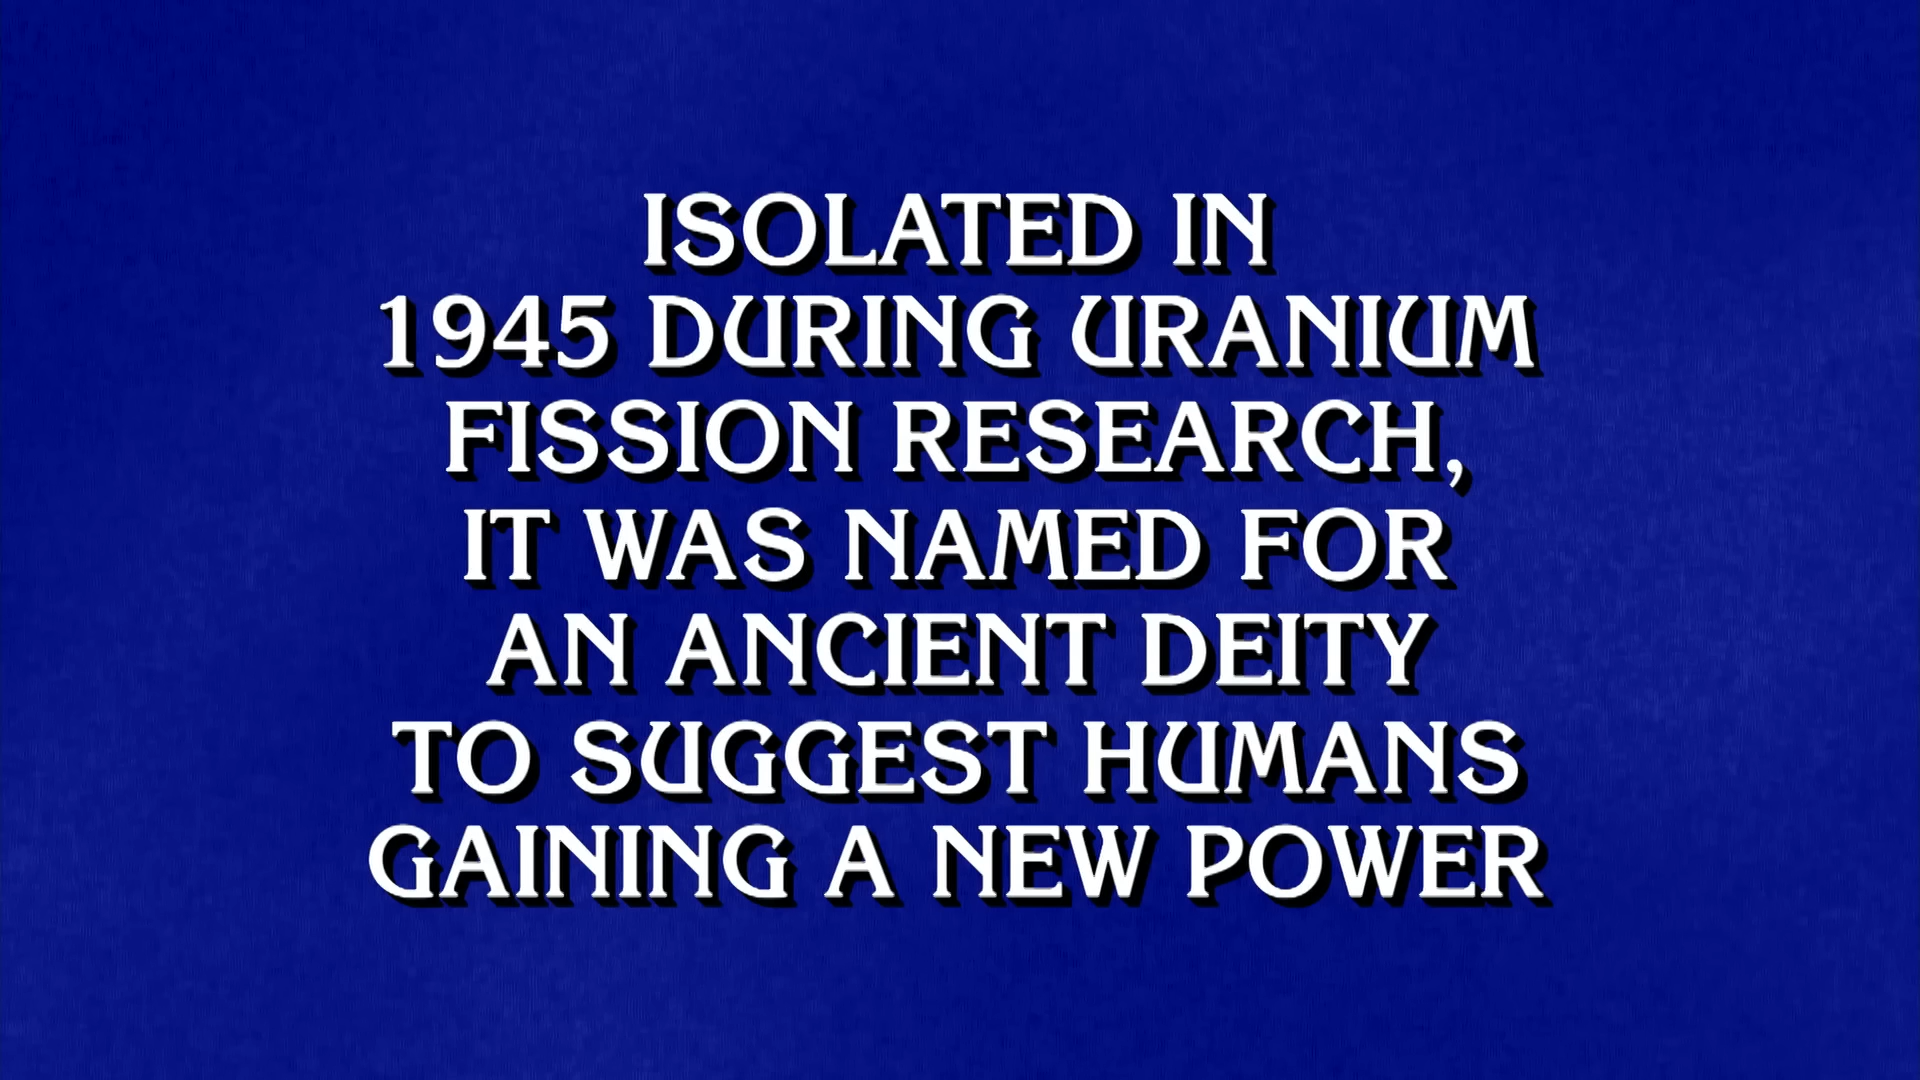 ISOLATED IN
1945 DURING URANIUM
FISSION RESEARCH,
IT WAS NAMED FOR
AN ANCIENT DEITY
TO SUGGEST HUMANS
GAINING A NEW POWER